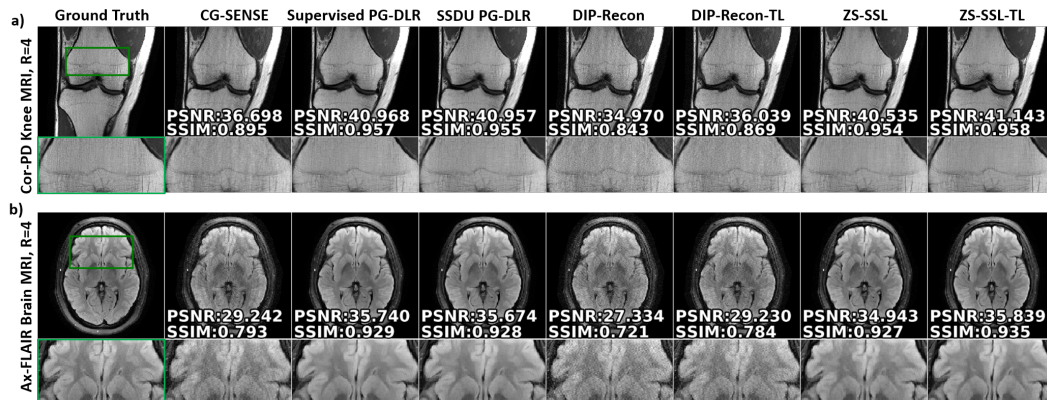 a)
Ground Truth
CG-SENSE
Supervised PG-DLR
SSDU PG-DLR
DIP-Recon
DIP-Recon-TL
ZS-SSL
ZS-SSL-TL
Cor-PD Knee MRI, R=4
PSNR:36.698
SSIM:0.895
PSNR:40.968
SSIM:0.957
PSNR:40.957
SSIM:0.955
PSNR:34.970
SSIM:0.843
PSNR:36.039
SSIM:0.869
PSNR:40.535
SSIM:0.954
PSNR:41.143
SSIM:0.958
b)
Ax-FLAIR Brain MRI, R=4
PSNR:29.242
SSIM:0.793
PSNR:35.740
SSIM:0.929
PSNR:35.674
SSIM:0.928
PSNR:27.334
SSIM:0.721
PSNR:29.230
SSIM:0.784
PSNR:34.943
SSIM:0.927
PSNR:35.839
SSIM:0.935